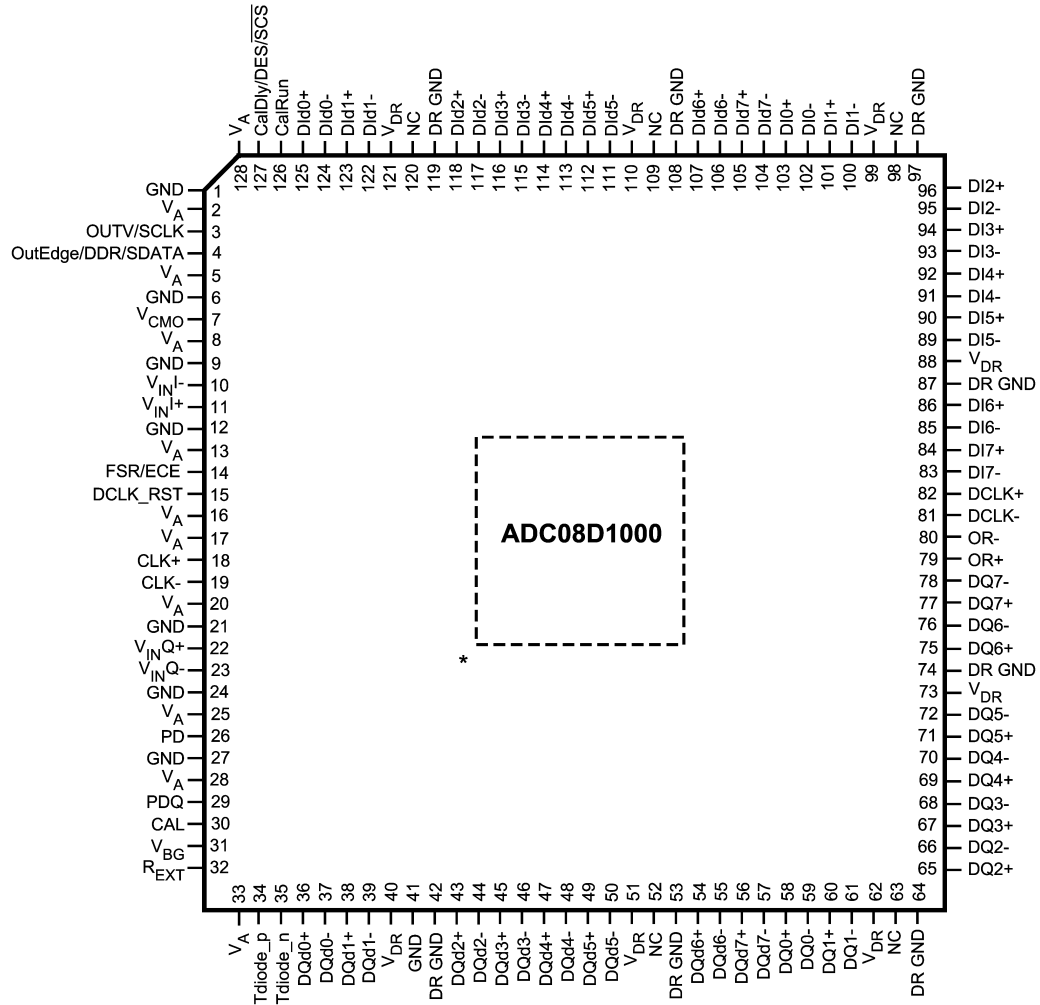 VA
CalDly/DES/SCS
CalRun
DId0+
DId0-
DId1+
DId1-
VDR
NC
DR GND
DId2+
DId2-
DId3+
DId3-
DId4+
DId4-
DId5+
DId5-
VDR
NC
DR GND
DId6+
DId6-
DId7+
DId7-
DI0+
DI0-
DI1+
DI1-
VDR
NC
DR GND
128
127
126
125
124
123
122
121
120
119
118
117
116
115
114
113
112
111
110
109
108
107
106
105
104
103
102
101
100
99
98
97
GND 1
VA 2
OUTV/SCLK 3
OutEdge/DDR/SDATA 4
VA 5
GND 6
VCMO 7
VA 8
GND 9
VINI- 10
VINI+ 11
GND 12
VA 13
FSR/ECE 14
DCLK_RST 15
VA 16
VA 17
CLK+ 18
CLK- 19
VA 20
GND 21
VINQ+ 22
VINQ- 23
GND 24
VA 25
PD 26
GND 27
VA 28
PDQ 29
CAL 30
VBG 31
REXT 32
ADC08D1000
*
96 DI2+
95 DI2-
94 DI3+
93 DI3-
92 DI4+
91 DI4-
90 DI5+
89 DI5-
88 VDR
87 DR GND
86 DI6+
85 DI6-
84 DI7+
83 DI7-
82 DCLK+
81 DCLK-
80 OR-
79 OR+
78 DQ7-
77 DQ7+
76 DQ6-
75 DQ6+
74 DR GND
73 VDR
72 DQ5-
71 DQ5+
70 DQ4-
69 DQ4+
68 DQ3-
67 DQ3+
66 DQ2-
65 DQ2+
33
34
35
36
37
38
39
40
41
42
43
44
45
46
47
48
49
50
51
52
53
54
55
56
57
58
59
60
61
62
63
64
VA
Tdiode_p
Tdiode_n
DQd0+
DQd0-
DQd1+
DQd1-
VDR
GND
DR GND
DQd2+
DQd2-
DQd3+
DQd3-
DQd4+
DQd4-
DQd5+
DQd5-
VDR
NC
DR GND
DQd6+
DQd6-
DQd7+
DQd7-
DQ0+
DQ0-
DQ1+
DQ1-
VDR
NC
DR GND